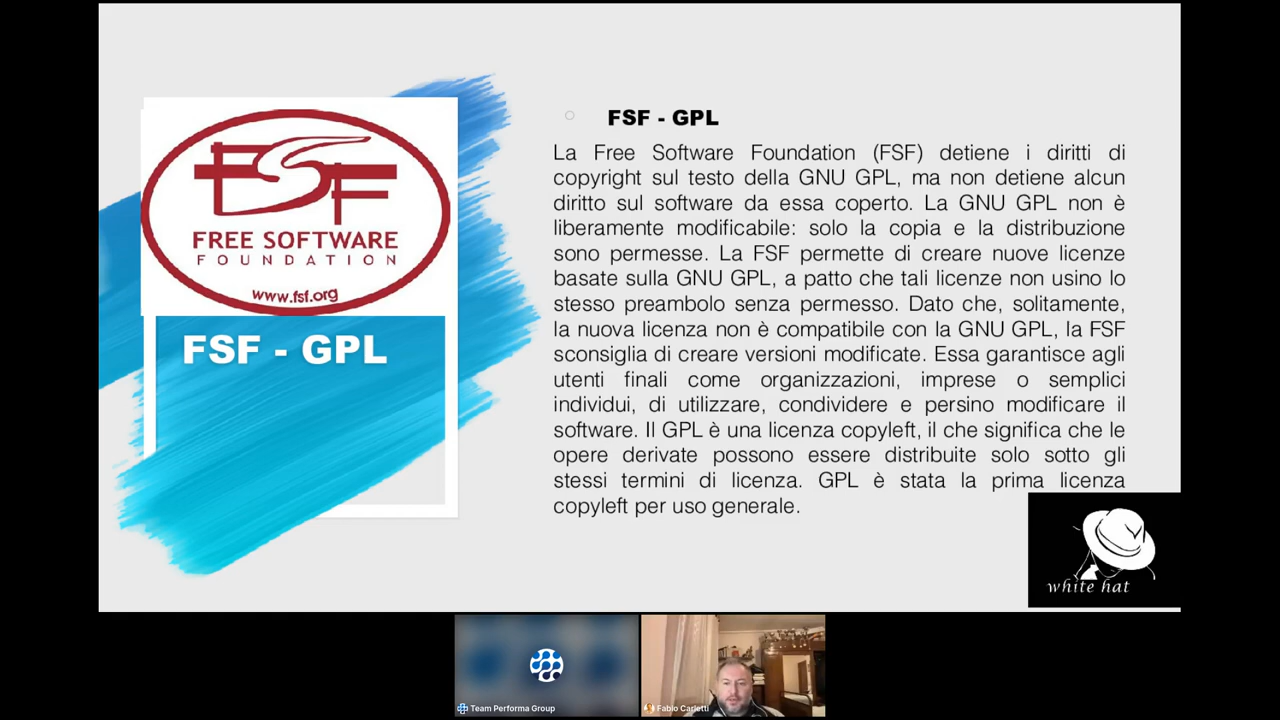 FSF
FREE SOFTWARE
FOUNDATION
www.fsf.org
FSF - GPL
FSF - GPL
La Free Software Foundation (FSF) detiene i diritti di
copyright sul testo della GNU GPL, ma non detiene alcun
diritto sul software da essa coperto. La GNU GPL non è
liberamente modificabile: solo la copia e la distribuzione
sono permesse. La FSF permette di creare nuove licenze
basate sulla GNU GPL, a patto che tali licenze non usino lo
stesso preambolo senza permesso. Dato che, solitamente,
la nuova licenza non è compatibile con la GNU GPL, la FSF
sconsiglia di creare versioni modificate. Essa garantisce agli
utenti finali come organizzazioni, imprese o semplici
individui, di utilizzare, condividere e persino modificare il
software. Il GPL è una licenza copyleft, il che significa che le
opere derivate possono essere distribuite solo sotto gli
stessi termini di licenza. GPL è stata la prima licenza
copyleft per uso generale.
white hat
Team Performa Group
Fabio Carletti